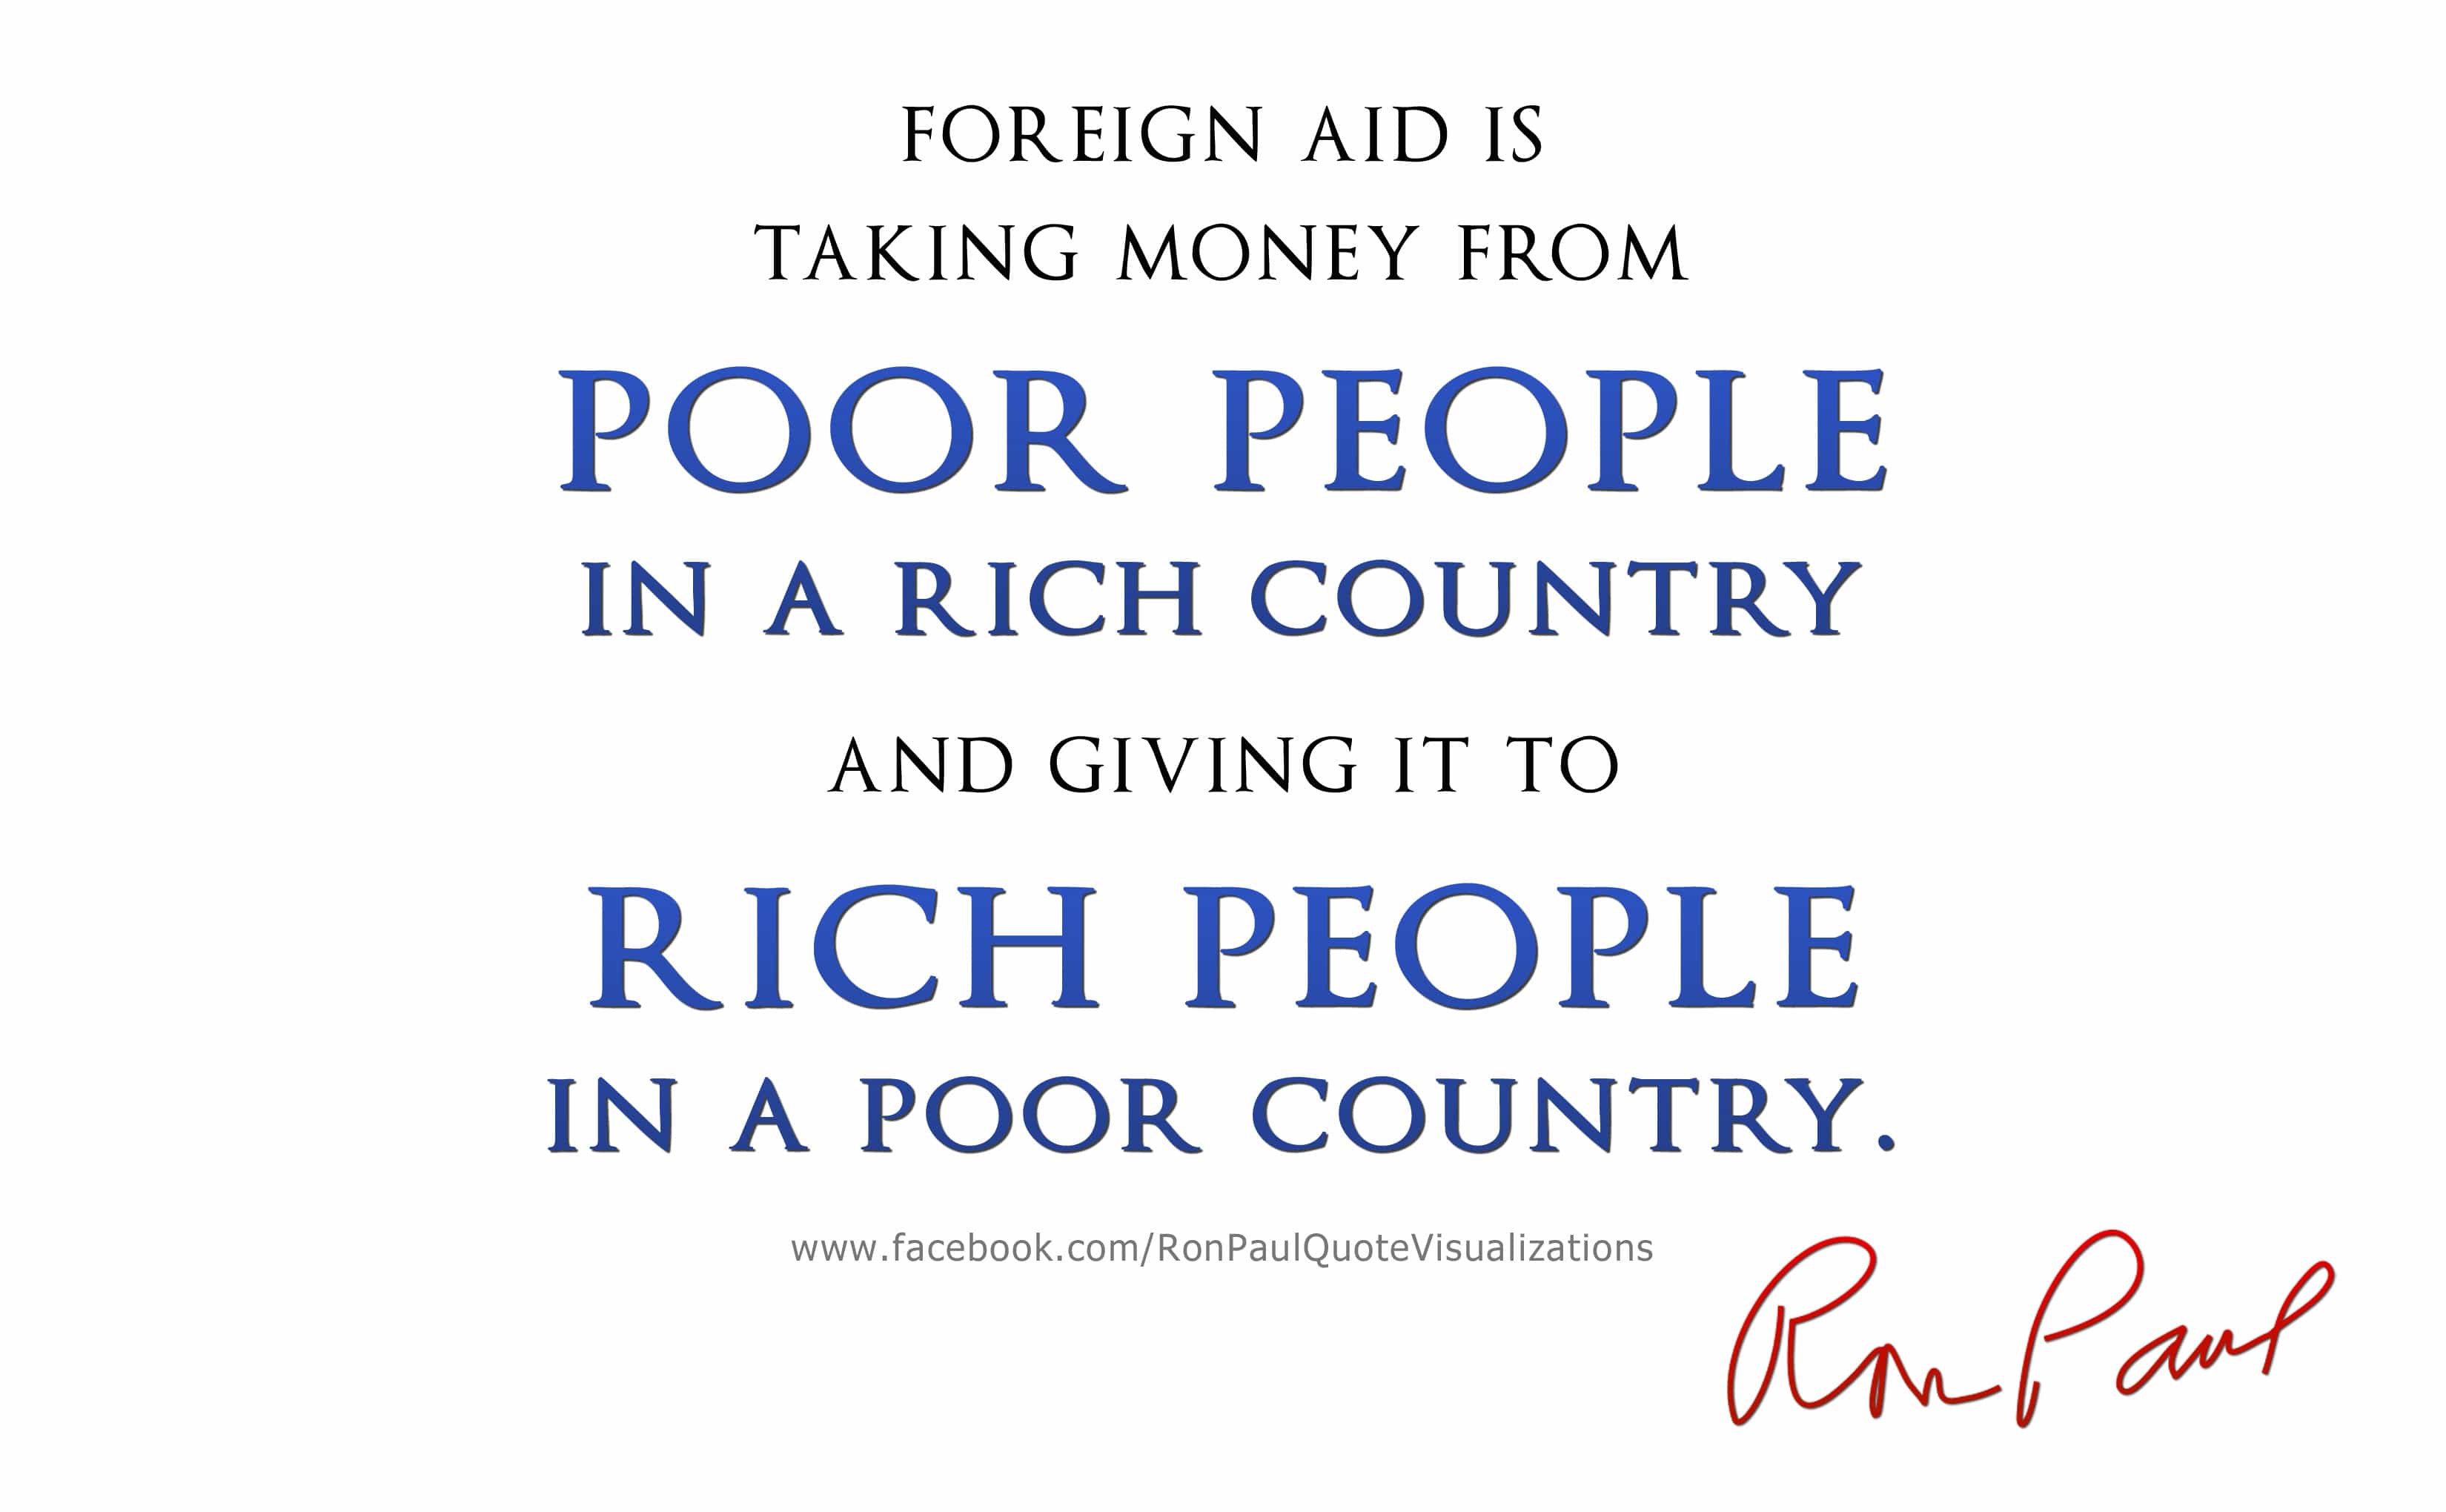 FOREIGN AID IS
TAKING MONEY FROM
POOR PEOPLE
IN A RICH COUNTRY
AND GIVING IT TO
RICH PEOPLE
IN A POOR COUNTRY.
www.facebook.com/RonPaulQuoteVisualizations
Ron Paul